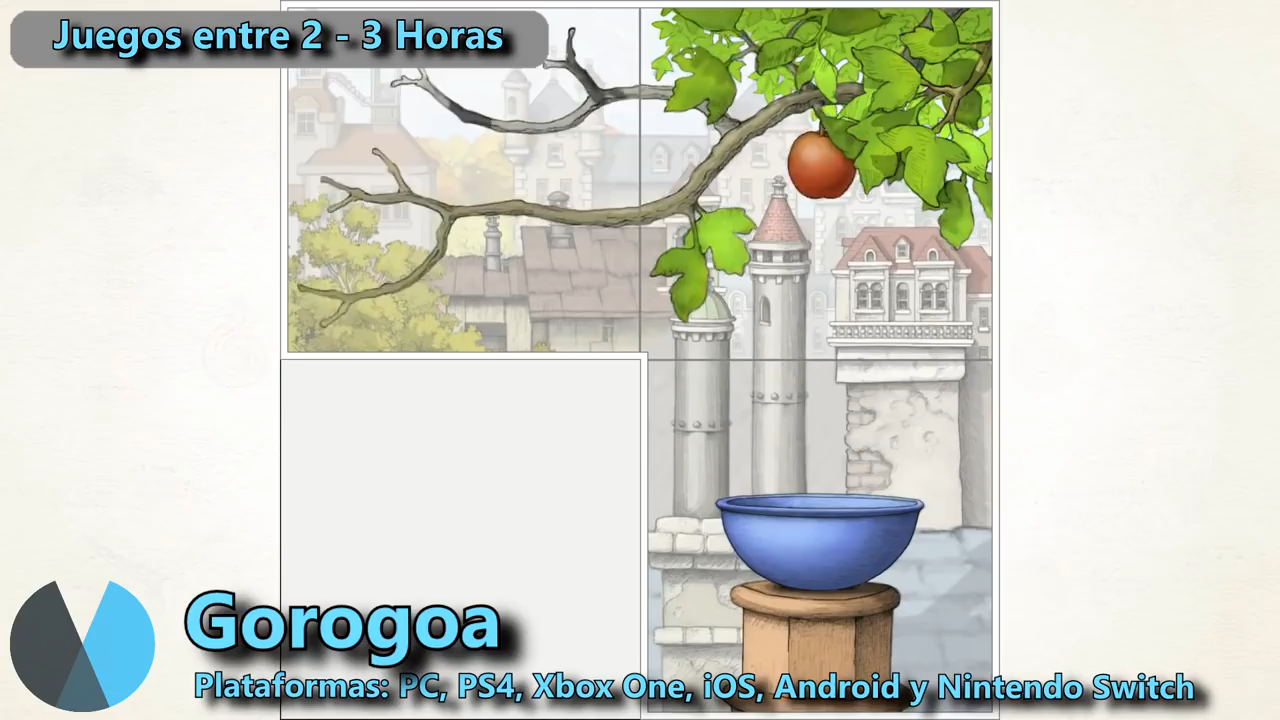 Juegos entre 2 - 3 Horas
Gorogoa
Plataformas: PC, PS4, Xbox One, iOS, Android y Nintendo Switch